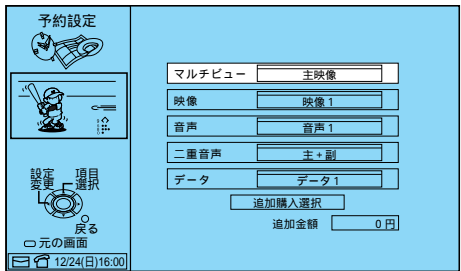 予約設定
設定
変更
項目
選択
戻る
元の画面
12/24(日)16:00
マルチビュー 主映像
映像 映像1
音声 音声1
二重音声 主+副
データ データ1
追加購入選択
追加金額 0円